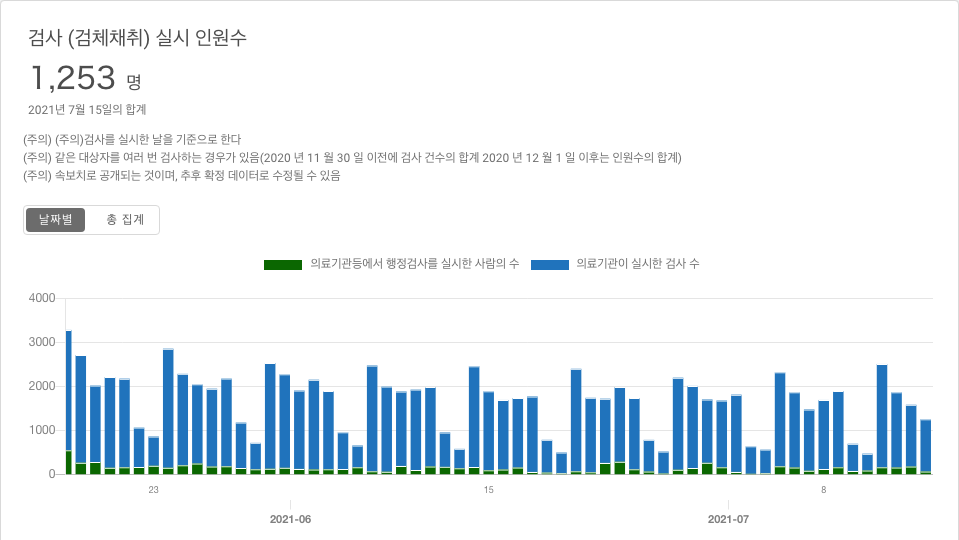 검사 (검체채취) 실시 인원수
1,253 명
2021년 7월 15일의 합계
(주의) (주의)검사를 실시한 날을 기준으로 한다
(주의) 같은 대상자를 여러 번 검사하는 경우가 있음(2020 년 11 월 30 일 이전에 검사 건수의 합계 2020 년 12 월 1 일 이후는 인원수의 합계)
(주의) 속보치로 공개되는 것이며, 추후 확정 데이터로 수정될 수 있음
날짜별 총 집계
의료기관등에서 행정검사를 실시한 사람의 수 의료기관이 실시한 검사 수
4000
3000
2000
1000
0
23 15 8
2021-06 2021-07